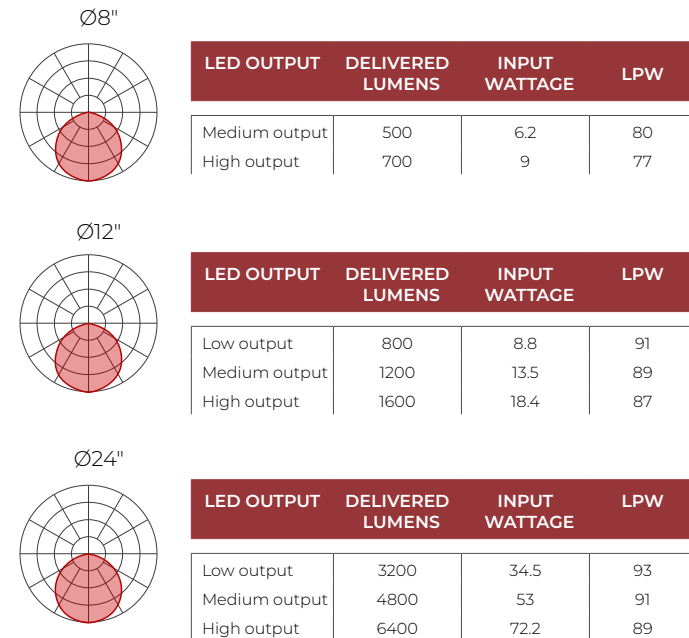 Ø8"
LED OUTPUT DELIVERED LUMENS INPUT WATTAGE LPW
Medium output 500 6.2 80
High output 700 9 77
Ø12"
LED OUTPUT DELIVERED LUMENS INPUT WATTAGE LPW
Low output 800 8.8 91
Medium output 1200 13.5 89
High output 1600 18.4 87
Ø24"
LED OUTPUT DELIVERED LUMENS INPUT WATTAGE LPW
Low output 3200 34.5 93
Medium output 4800 53 91
High output 6400 72.2 89